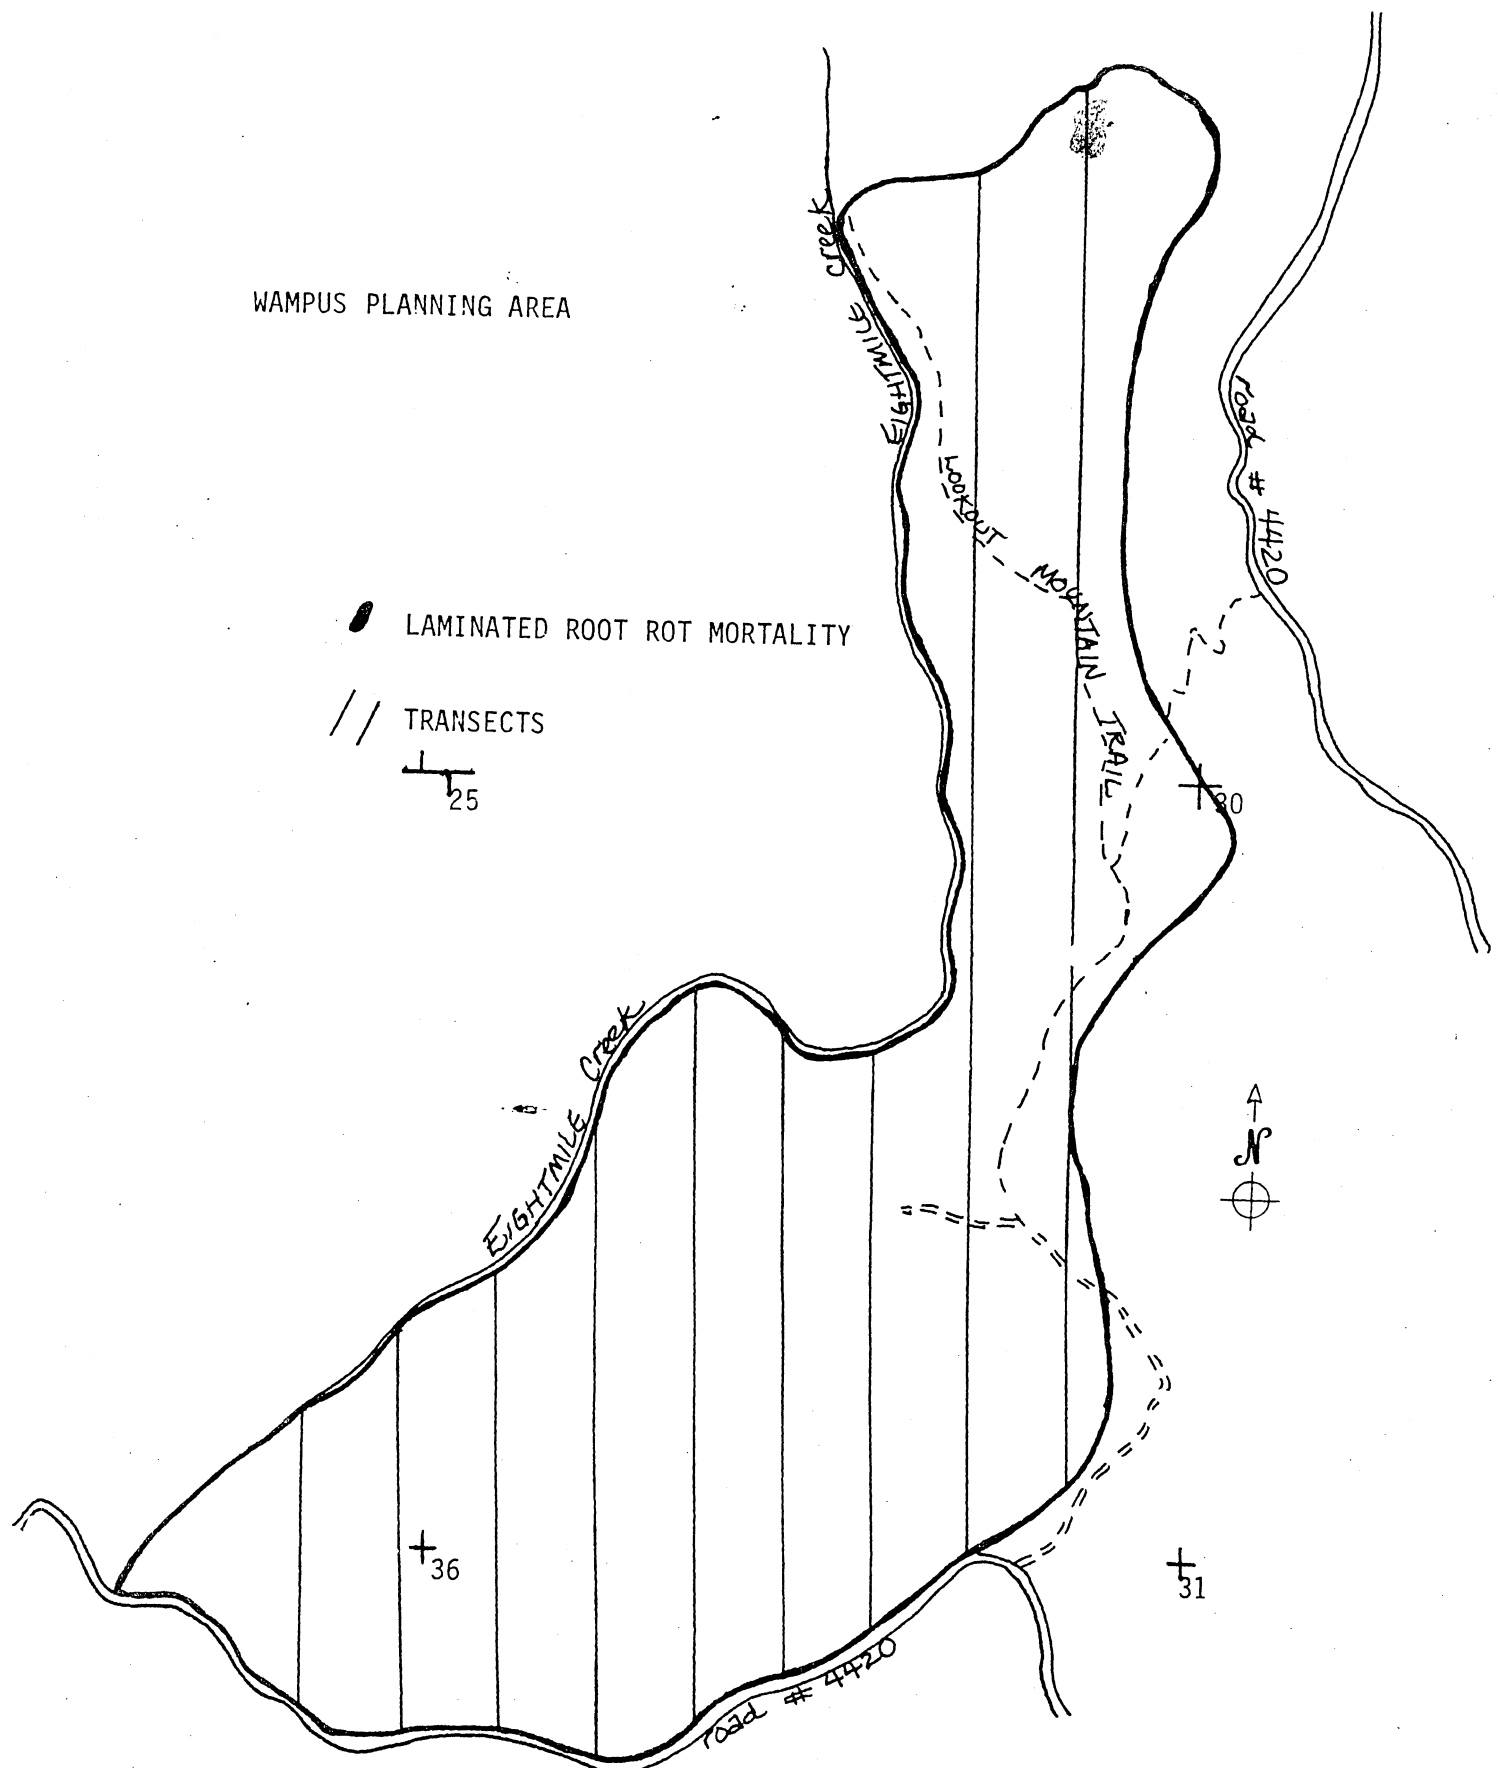 Creek
EIGHTMILE
WAMPUS PLANNING AREA
road # 4420
LOOKOUT MOUNTAIN TRAIL
LAMINATED ROOT ROT MORTALITY
TRANSECTS
25
30
Creek
EIGHTMILE
N
36
31
road # 4420